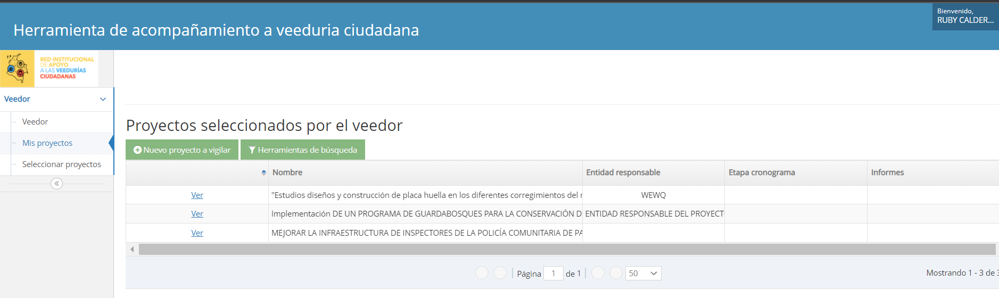 Bienvenido,
RUBY CALDER...
Herramienta de acompañamiento a veeduria ciudadana
RED INSTITUCIONAL
DE APOYO
A LAS VEEDURÍAS
CIUDADANAS
Veedor
Veedor
Mis proyectos
Seleccionar proyectos
Proyectos seleccionados por el veedor
Nuevo proyecto a vigilar Herramientas de búsqueda
Nombre Entidad responsable Etapa cronograma Informes
Ver "Estudios diseños y construcción de placa huella en los diferentes corregimientos del WEWQ
Ver Implementación DE UN PROGRAMA DE GUARDABOSQUES PARA LA CONSERVACIÓN D ENTIDAD RESPONSABLE DEL PROYECT
Ver MEJORAR LA INFRAESTRUCTURA DE INSPECTORES DE LA POLICÍA COMUNITARIA DE PA
Página 1 de 1 50 Mostrando 1 - 3 de